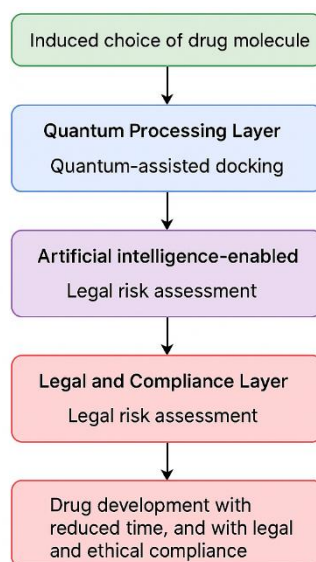 Induced choice of drug molecule
Quantum Processing Layer
Quantum-assisted docking
Artificial intelligence-enabled
Legal risk assessment
Legal and Compliance Layer
Legal risk assessment
Drug development with
reduced time, and with legal
and ethical compliance